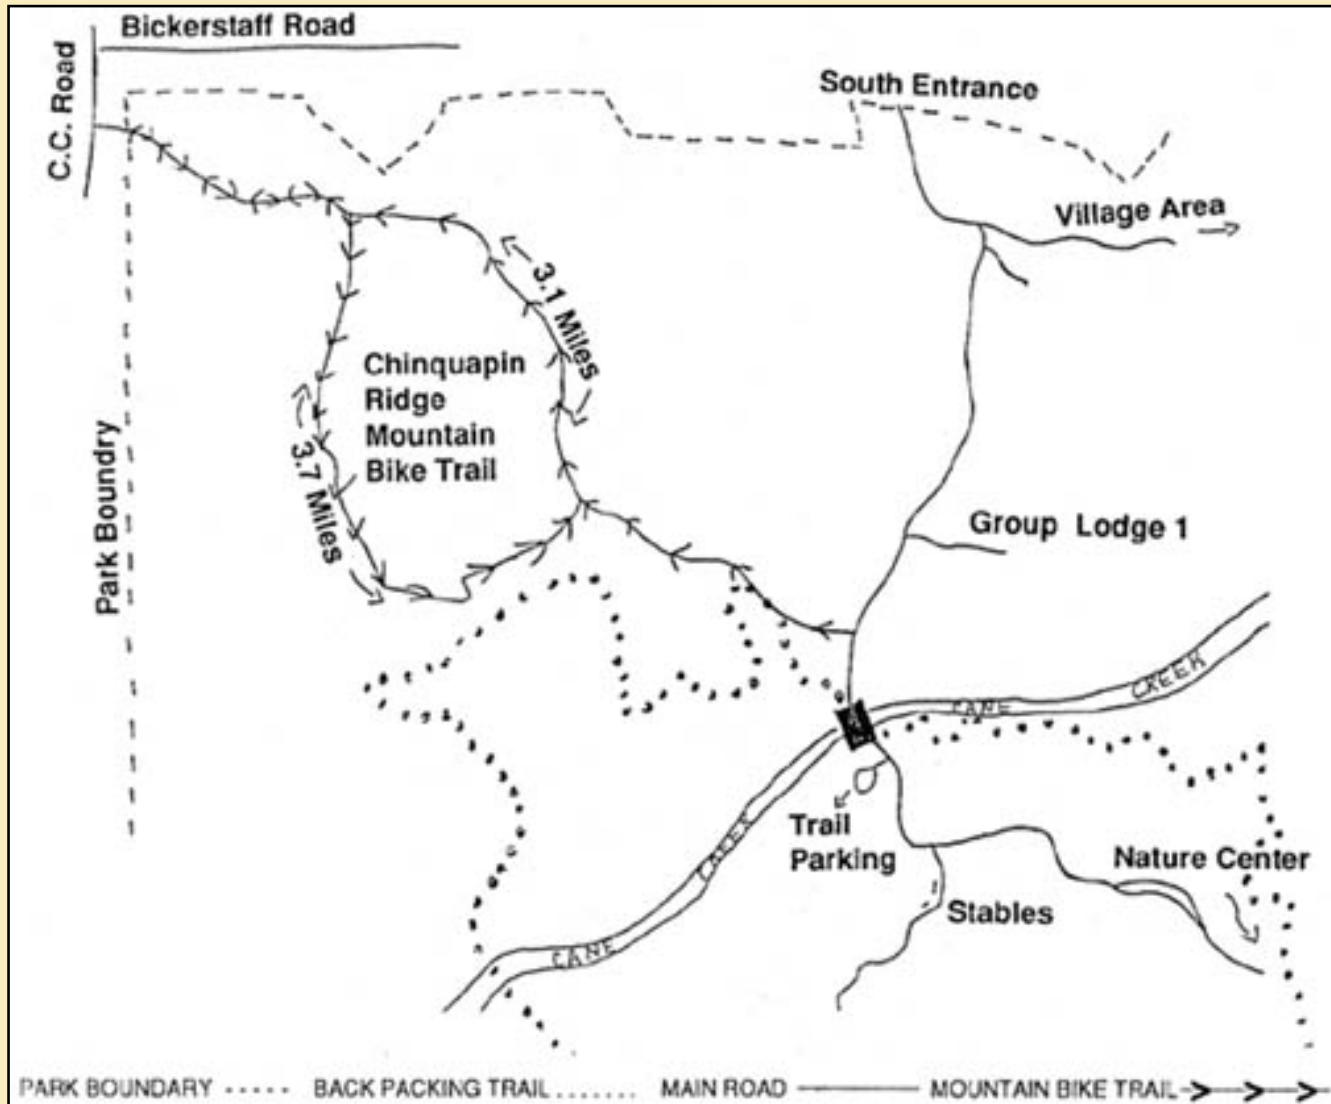 Bickerstaff Road
C.C. Road
South Entrance
Village Area
3.1 Miles
Chinquapin
Ridge
Mountain
Bike Trail
3.7 Miles
Park Boundry
Group Lodge 1
CANE CREEK
Trail
Parking
Nature Center
Stables
CANE CREEK
PARK BOUNDARY BACK PACKING TRAIL MAIN ROAD MOUNTAIN BIKE TRAIL